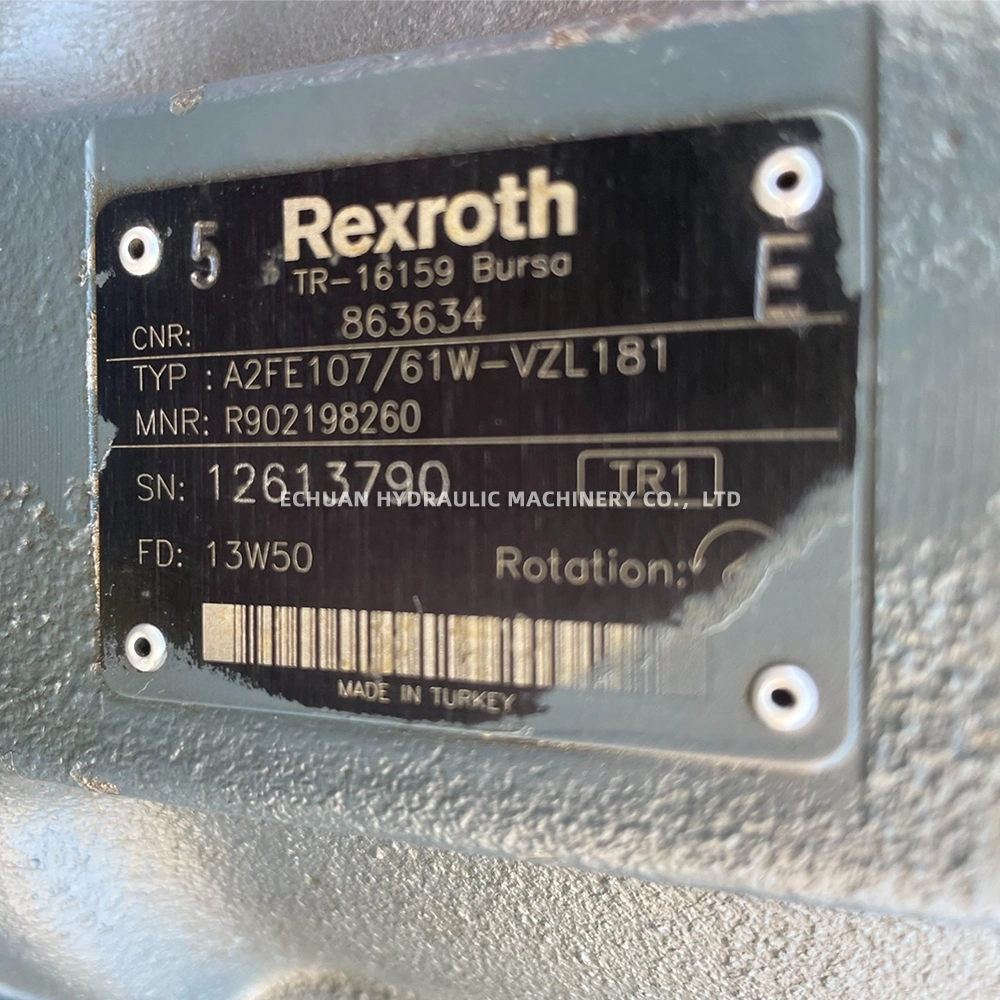 5 Rexroth
TR-16159 Bursa
E
CNR: 863634
TYP : A2FE107/61W-VZL181
MNR: R902198260
SN: 12613790 TR1
ECHUAN HYDRAULIC MACHINERY CO., LTD
FD: 13W50 Rotation:
MADE IN TURKEY